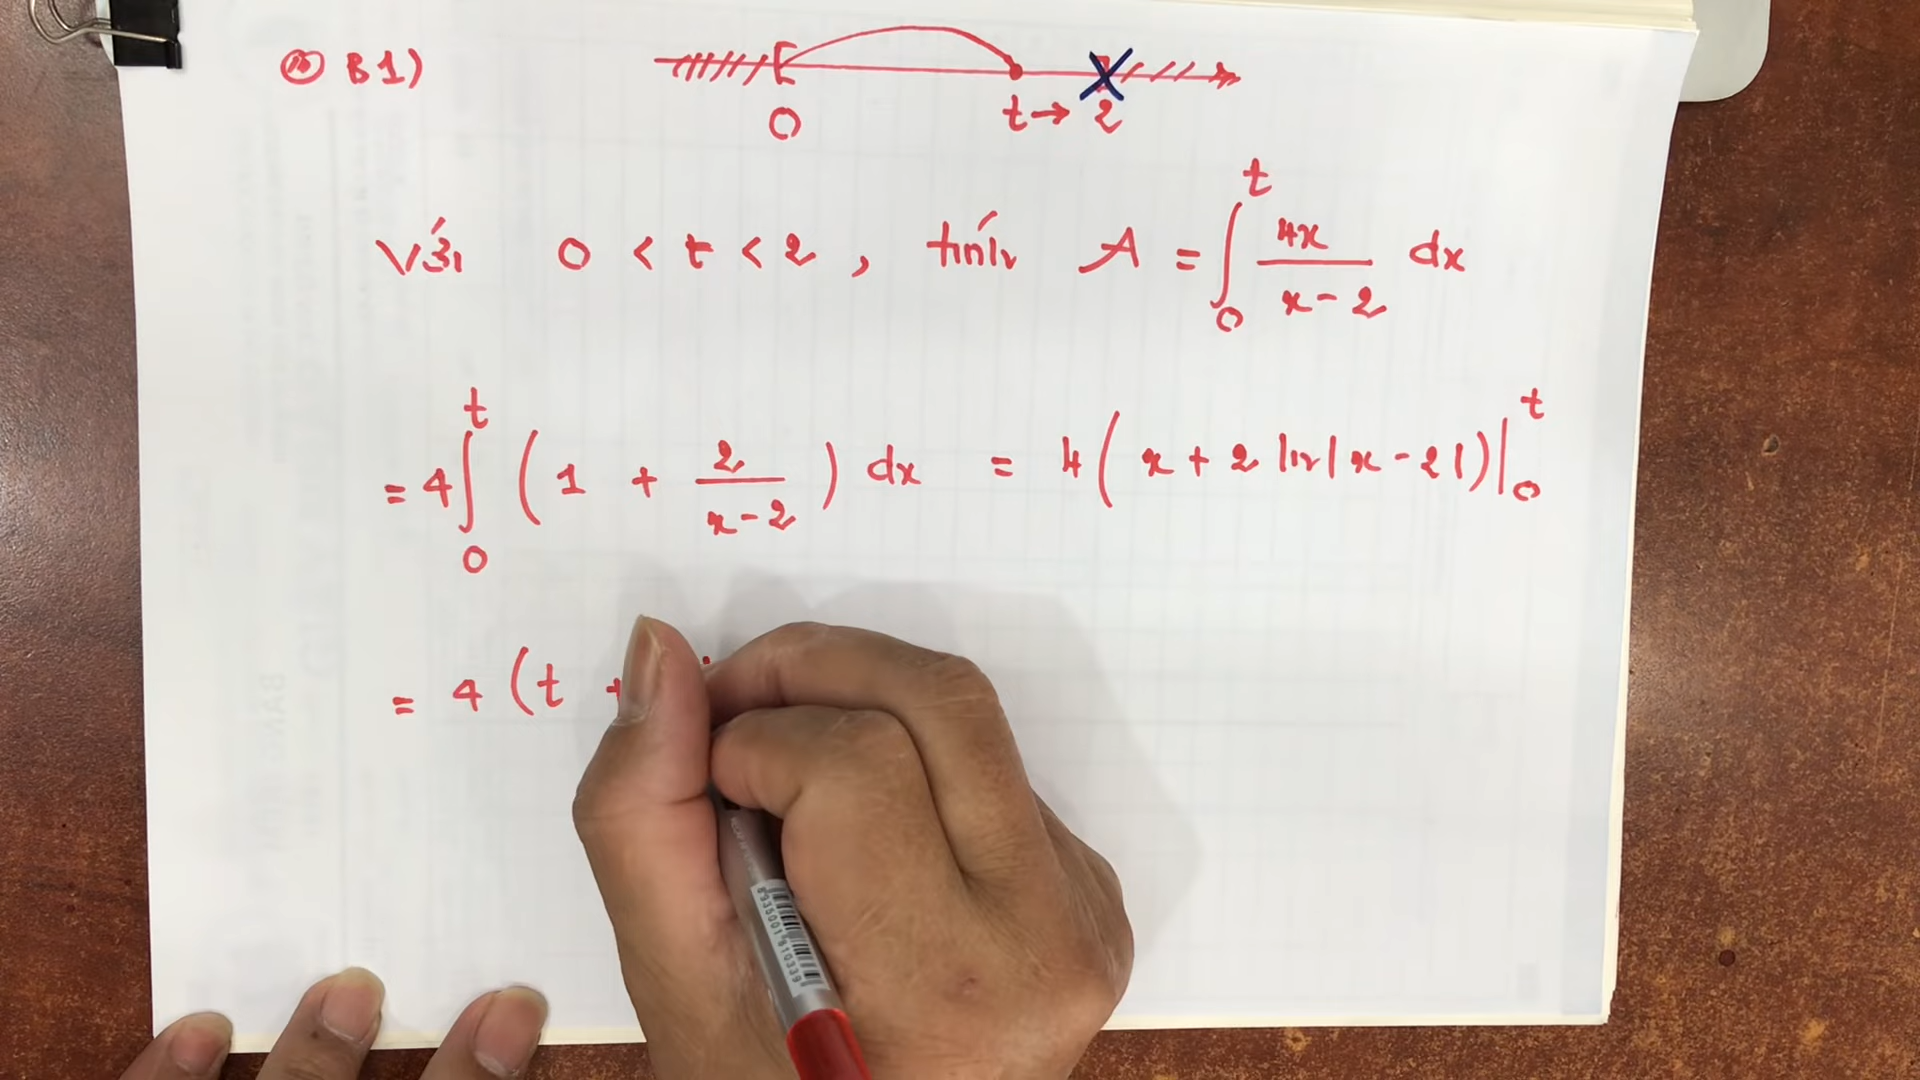 B1)
0 t → 2
Với 0 < t < 2 , tính A = ∫₀ᵗ 4x/(x - 2) dx
= 4∫₀ᵗ (1 + 2/(x - 2)) dx = 4(x + 2 ln|x - 2|)|₀ᵗ
= 4 (t +
8935001810339